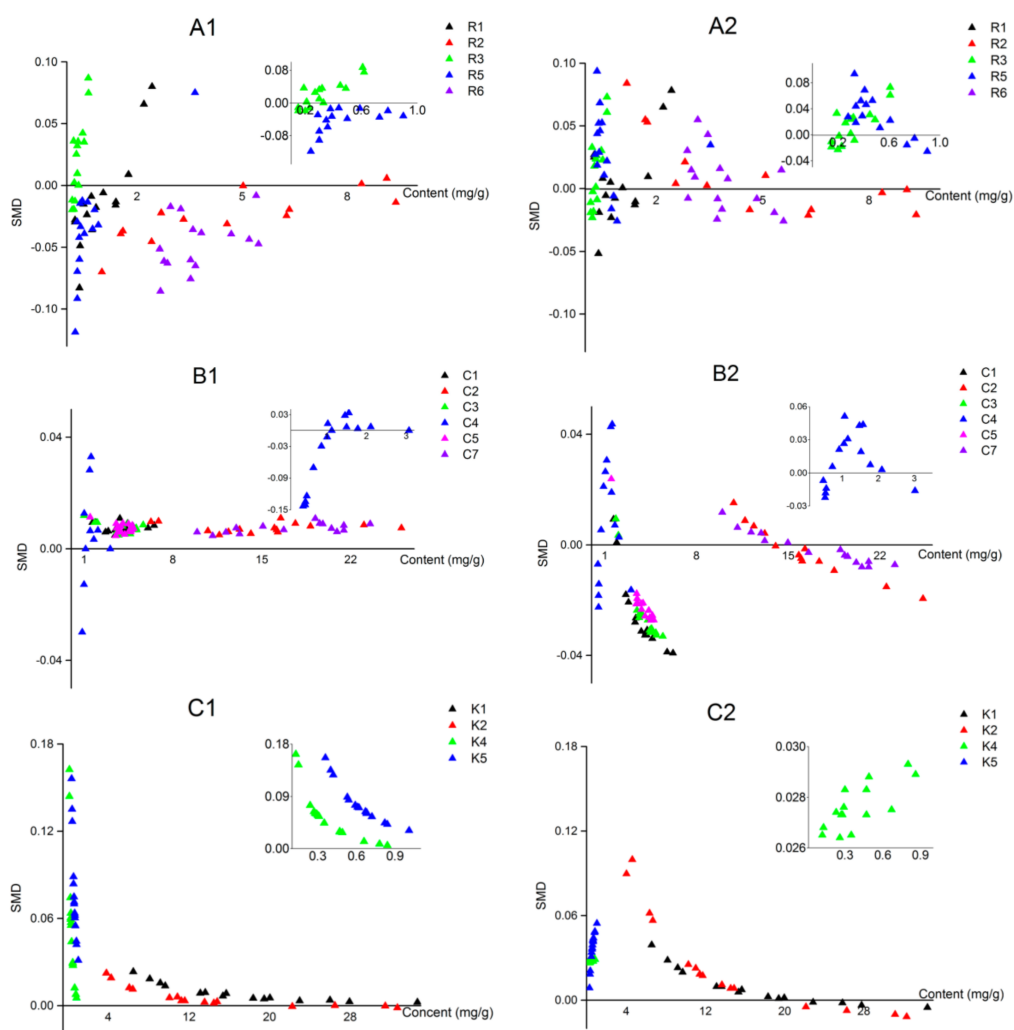 A1
R1
R2
R3
R5
R6
0.10
0.05
0.00
-0.05
-0.10
SMD
2
5
8
Content (mg/g)
0.08
0.04
0.00
-0.08
0.2
0.6
1.0
A2
R1
R2
R3
R5
R6
0.10
0.05
0.00
-0.05
-0.10
SMD
2
5
8
Content (mg/g)
0.08
0.04
0.00
-0.04
0.2
0.6
B1
C1
C2
C3
C4
C5
C7
0.04
0.00
-0.04
SMD
1
8
15
22
Content (mg/g)
0.03
-0.03
-0.09
-0.15
1
2
3
B2
C1
C2
C3
C4
C5
C7
0.04
0.00
-0.04
SMD
1
8
15
22
Content (mg/g)
0.06
0.03
0.00
-0.03
1
2
3
C1
K1
K2
K4
K5
0.18
0.12
0.06
0.00
SMD
4
12
20
28
Concent (mg/g)
0.18
0.09
0.00
0.3
0.6
0.9
C2
K1
K2
K4
K5
0.18
0.12
0.06
0.00
SMD
4
12
20
28
Content (mg/g)
0.030
0.028
0.026
0.3
0.6
0.9